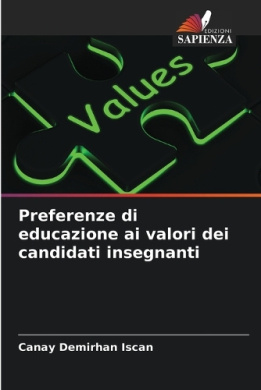 EDIZIONI
SAPIENZA
Values
Preferenze di
educazione ai valori dei
candidati insegnanti
Canay Demirhan Iscan